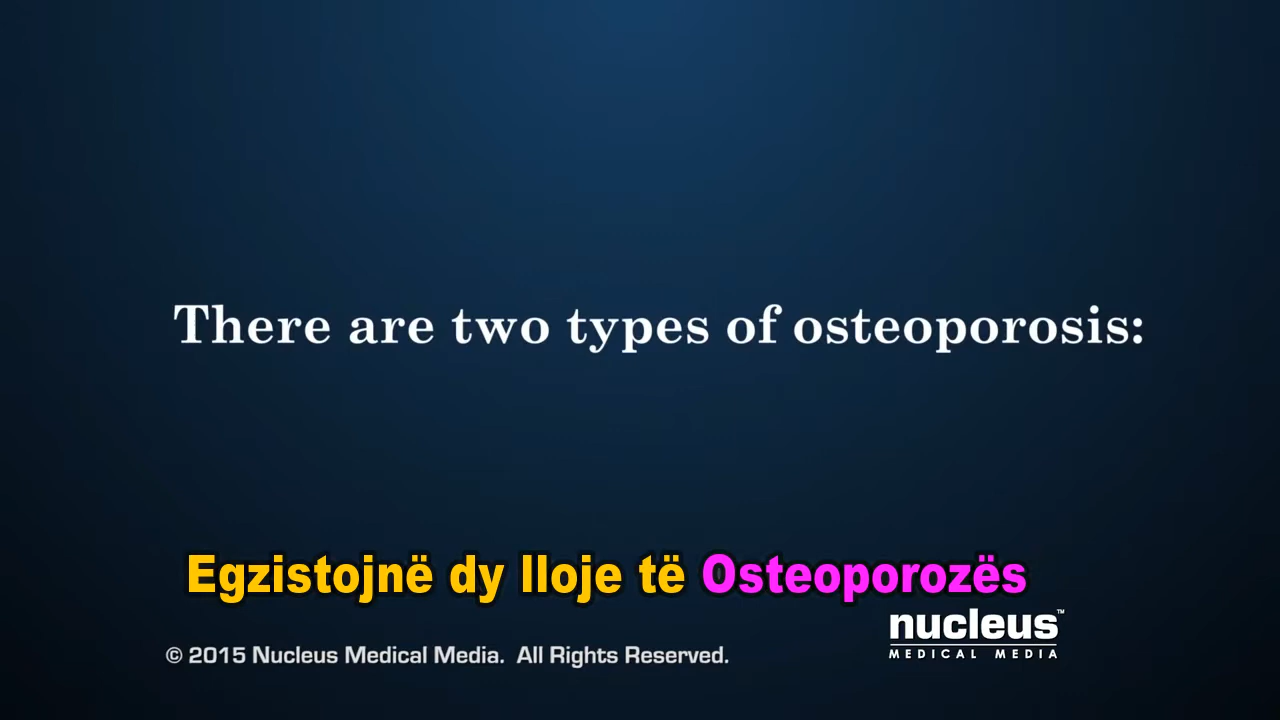 There are two types of osteoporosis:
Egzistojnë dy lloje të Osteoporozës
nucleus™
MEDICAL MEDIA
© 2015 Nucleus Medical Media. All Rights Reserved.